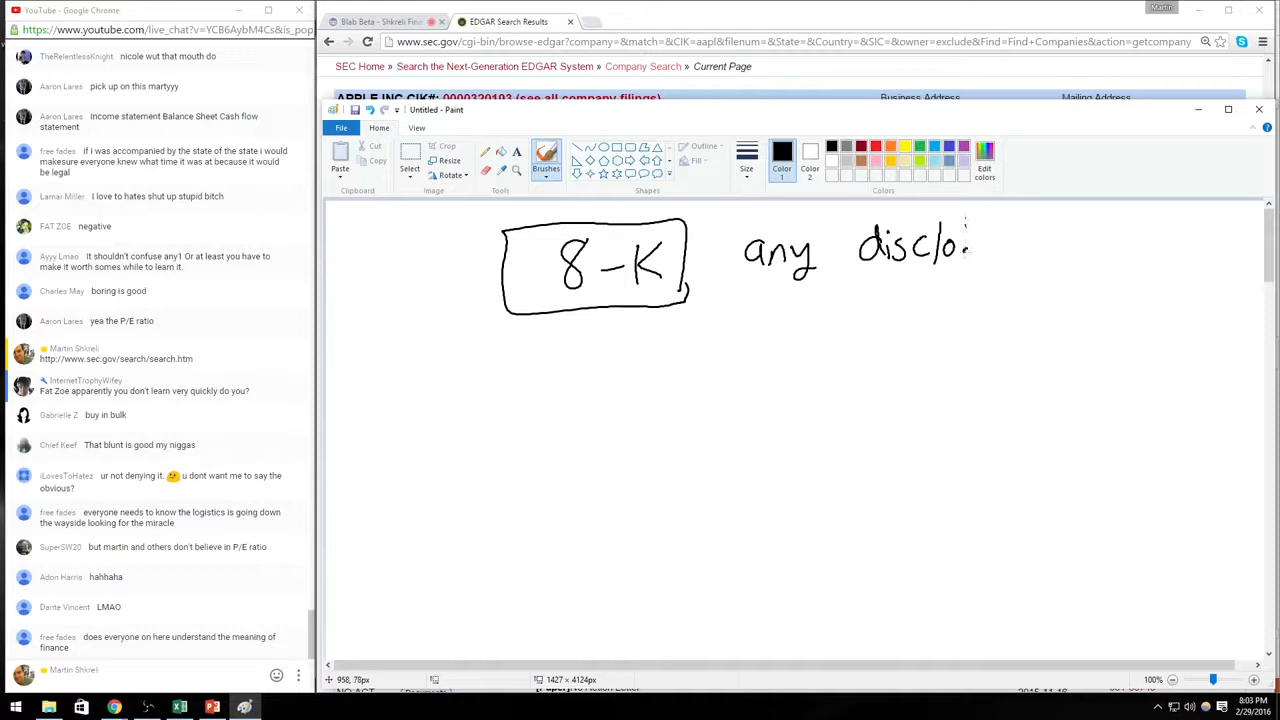 YouTube - Google Chrome
https://www.youtube.com/live_chat?v=YCB6AybM4Cs&is_pop
TheRelentlessKnight nicole wut that mouth do
Aaron Lares pick up on this martyyy
Aaron Lares Income statement Balance Sheet Cash flow
statement
free fades if i was accompanied by the state of the state i would
makesure everyone knew what time it was at because it would
be legal
Lamar Miller I love to hates shut up stupid bitch
FAT ZOE negative
Ayyy Lmao It shouldn't confuse any1 Or at least you have to
make it worth somes while to learn it.
Charles May boring is good
Aaron Lares yea the P/E ratio
Martin Shkreli
http://www.sec.gov/search/search.htm
InternetTrophyWifey
Fat Zoe apparently you don't learn very quickly do you?
Gabrielle Z buy in bulk
Chief Keef That blunt is good my niggas
iLovesToHatez ur not denying it. u dont want me to say the
obvious?
free fades everyone needs to know the logistics is going down
the wayside looking for the miracle
SuperSW20 but martin and others don't believe in P/E ratio
Adon Harris hahhaha
Dante Vincent LMAO
free fades does everyone on here understand the meaning of
finance
Martin Shkreli
Martin
Blab Beta - Shkreli Fina
EDGAR Search Results
www.sec.gov/cgi-bin/browse-edgar?company=&match=&CIK=aapl&filenum=&State=&Country=&SIC=&owner=exclude&Find=Find+Companies&action=getcompany
SEC Home » Search the Next-Generation EDGAR System » Company Search » Current Page
APPLE INC CIK#: 0000320193 (see all company filings)
Business Address
Mailing Address
Untitled - Paint
File Home View
Paste
Cut
Copy
Clipboard
Select
Crop
Resize
Rotate
Image
A
Tools
Brushes
Outline
Fill
Shapes
Size
Color
1
Color
2
Edit
colors
Colors
8-K any disclo
958, 78px
1427 × 4124px
100%
2015-11-16
8:03 PM
2/29/2016